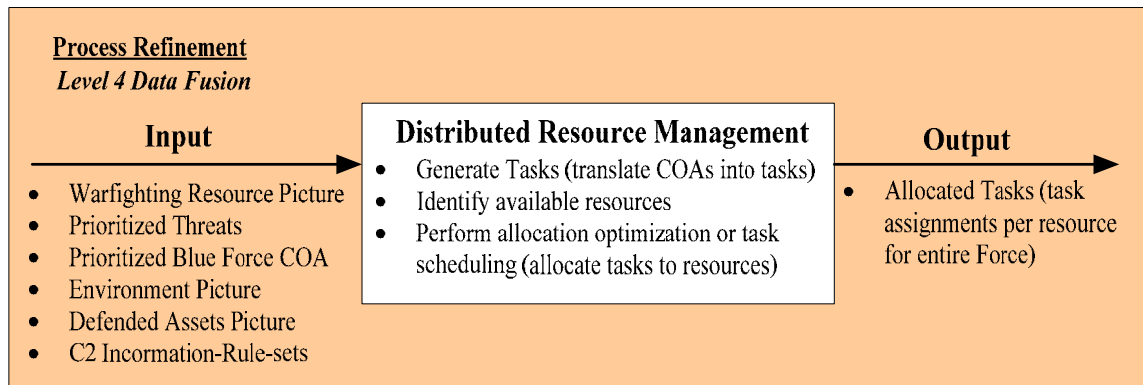 Process Refinement
Level 4 Data Fusion
Input
• Warfighting Resource Picture
• Prioritized Threats
• Prioritized Blue Force COA
• Environment Picture
• Defended Assets Picture
• C2 Incormation-Rule-sets
Distributed Resource Management
• Generate Tasks (translate COAs into tasks)
• Identify available resources
• Perform allocation optimization or task
scheduling (allocate tasks to resources)
Output
• Allocated Tasks (task
assignments per resource
for entire Force)